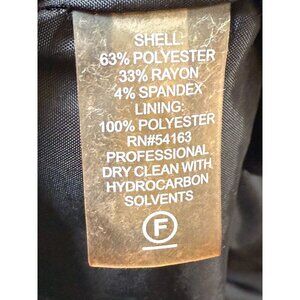 SHELL:
63% POLYESTER
33% RAYON
4% SPANDEX
LINING:
100% POLYESTER
RN#54163
PROFESSIONAL
DRY CLEAN WITH
HYDROCARBON
SOLVENTS
F